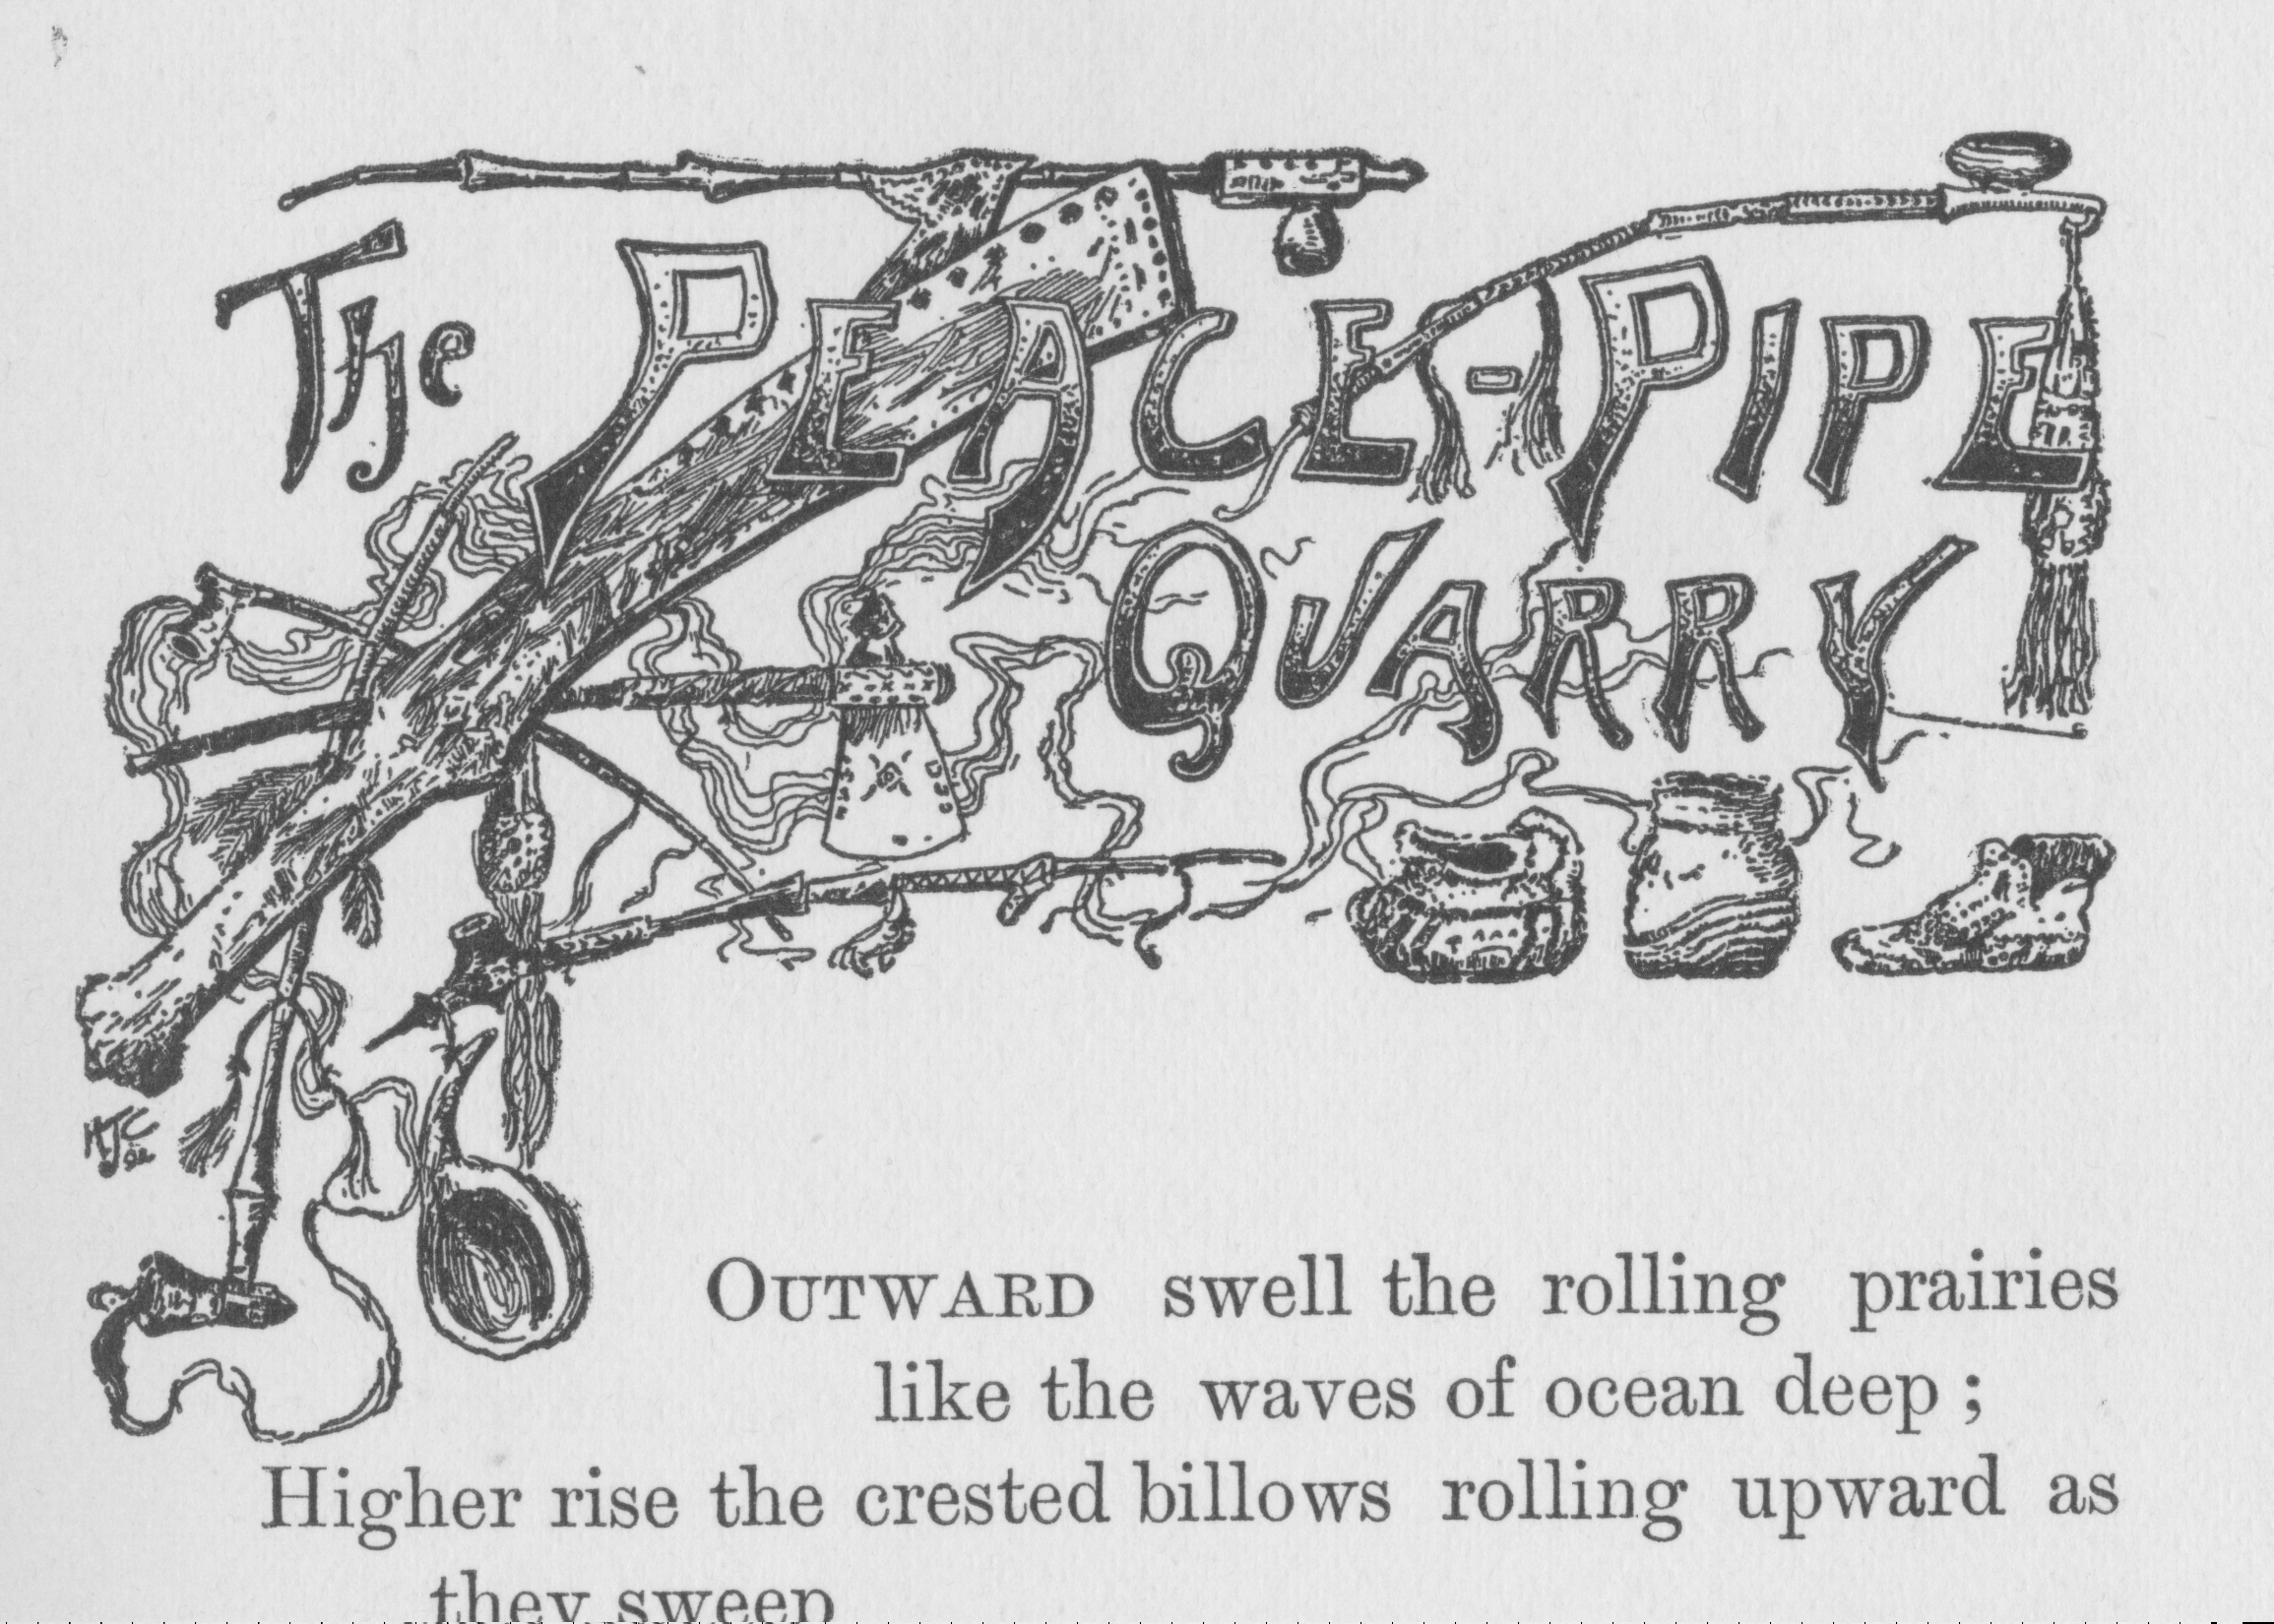 The PEACE-PIPE
QUARRY
HJC
OUTWARD swell the rolling prairies
like the waves of ocean deep ;
Higher rise the crested billows rolling upward as
they sweep